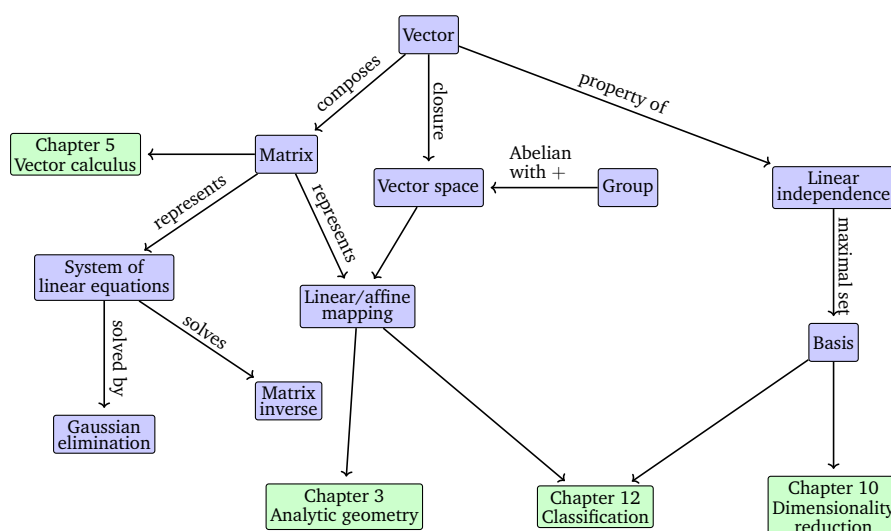 Vector
composes
closure
property of
Chapter 5
Vector calculus
Matrix
Abelian
with +
Vector space
Group
Linear
independence
represents
represents
maximal set
System of
linear equations
Linear/affine
mapping
solved by
solves
Basis
Matrix
inverse
Gaussian
elimination
Chapter 3
Analytic geometry
Chapter 12
Classification
Chapter 10
Dimensionality
reduction